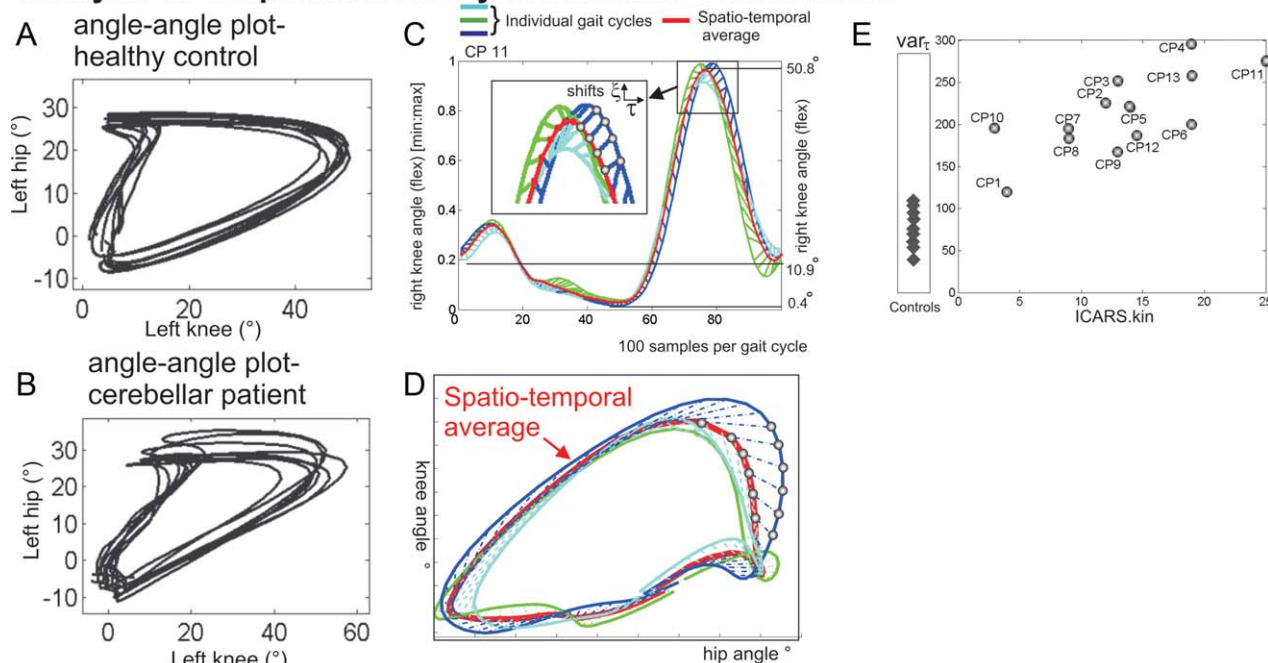 A angle-angle plot-
healthy control
Left hip (°)
30
20
10
0
-10
0 20 40
Left knee (°)
B angle-angle plot-
cerebellar patient
Left hip (°)
30
20
10
0
-10
0 20 40 60
Left knee (°)
C } Individual gait cycles Spatio-temporal
average
CP 11
right knee angle (flex) [min:max]
1
0.8
0.6
0.4
0.2
0
0 20 40 60 80
shifts ξ
τ
50.8°
10.9°
0.4°
right knee angle (flex)
100 samples per gait cycle
D Spatio-temporal
average
knee angle °
hip angle °
E varτ
300
250
200
150
100
50
0
0 5 10 15 20 25
Controls
ICARS.kin
CP4
CP11
CP13
CP3
CP2
CP5
CP10
CP7
CP6
CP8
CP12
CP9
CP1